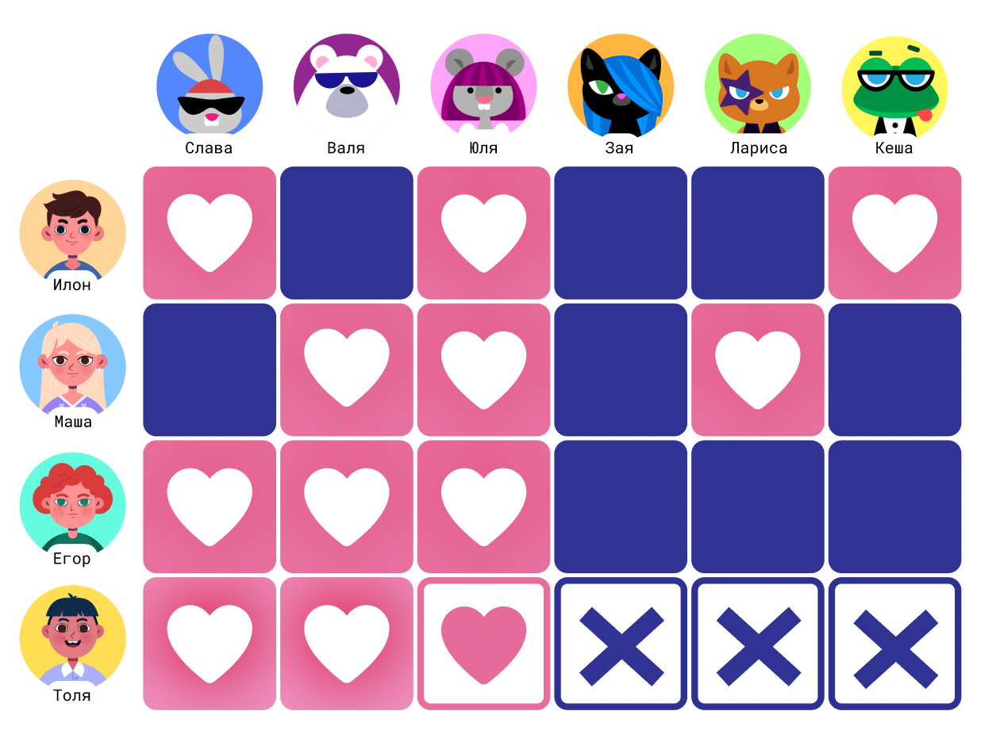 Слава
Валя
Юля
Зая
Лариса
Кеша
Илон
Маша
Егор
Толя